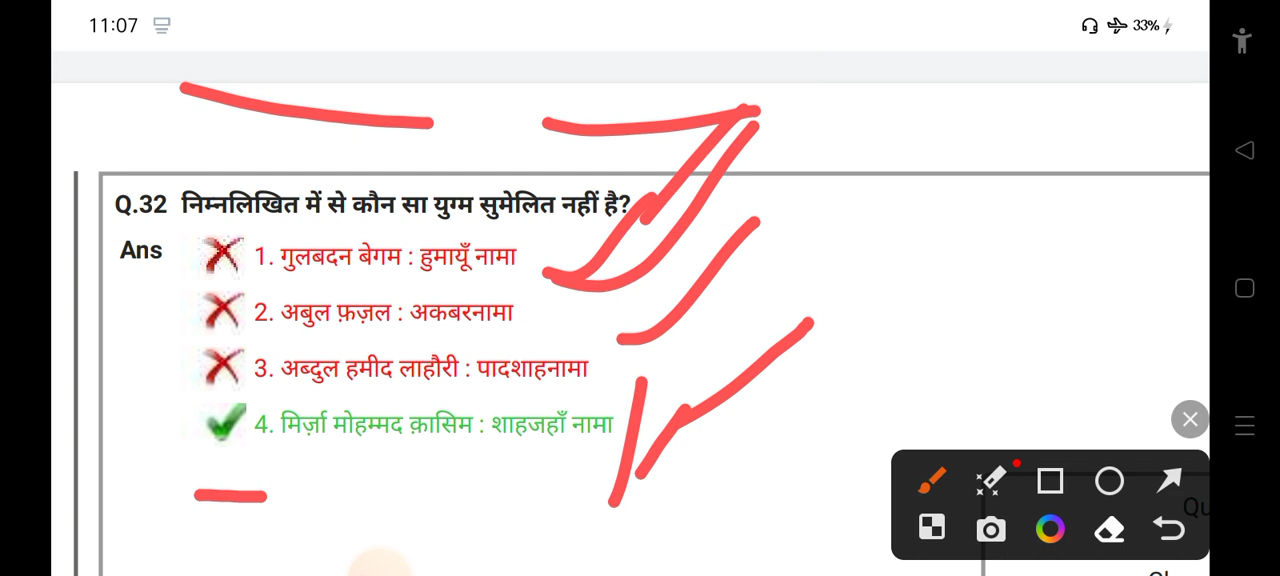 11:07
33%
Q.32 निम्नलिखित में से कौन सा युग्म सुमेलित नहीं है?
Ans
1. गुलबदन बेगम : हुमायूँ नामा
2. अबुल फ़ज़ल : अकबरनामा
3. अब्दुल हमीद लाहौरी : पादशाहनामा
4. मिर्ज़ा मोहम्मद क़ासिम : शाहजहाँ नामा
Qu